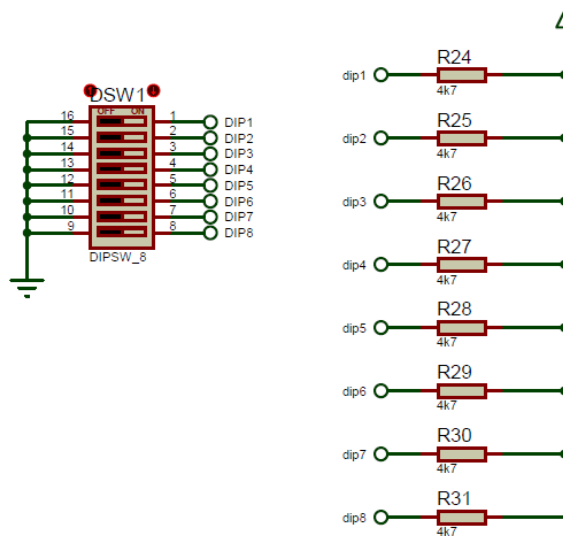 DSW1
OFF ON
16 1 DIP1
15 2 DIP2
14 3 DIP3
13 4 DIP4
12 5 DIP5
11 6 DIP6
10 7 DIP7
9 8 DIP8
DIPSW_8
R24
dip1
4k7
R25
dip2
4k7
R26
dip3
4k7
R27
dip4
4k7
R28
dip5
4k7
R29
dip6
4k7
R30
dip7
4k7
R31
dip8
4k7